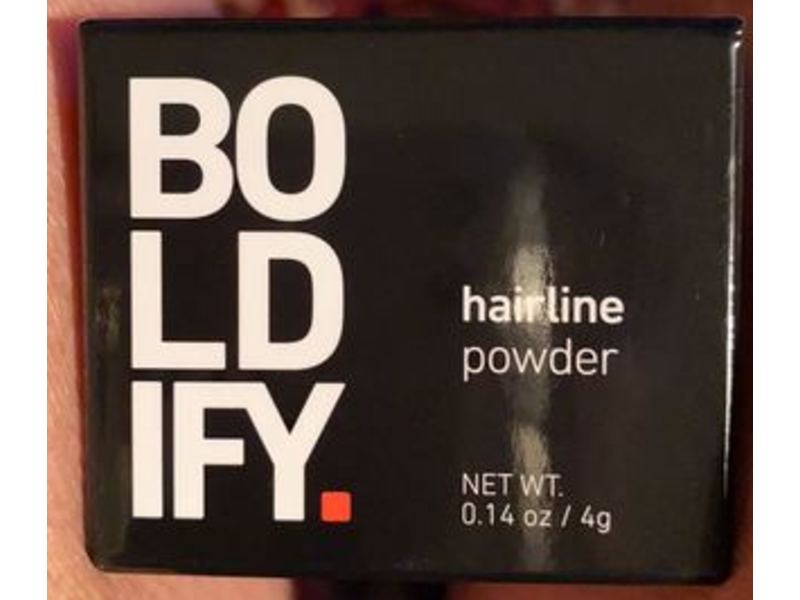 BO
LD
IFY.
hairline
powder
NET WT.
0.14 oz / 4g